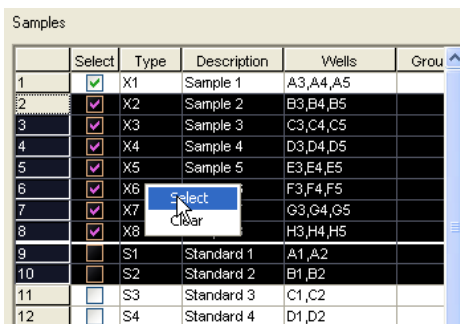 Samples
Select Type Description Wells Grou
1 X1 Sample 1 A3,A4,A5
2 X2 Sample 2 B3,B4,B5
3 X3 Sample 3 C3,C4,C5
4 X4 Sample 4 D3,D4,D5
5 X5 Sample 5 E3,E4,E5
6 X6 F3,F4,F5
Select
7 X7 G3,G4,G5
Clear
8 X8 H3,H4,H5
9 S1 Standard 1 A1,A2
10 S2 Standard 2 B1,B2
11 S3 Standard 3 C1,C2
12 S4 Standard 4 D1,D2